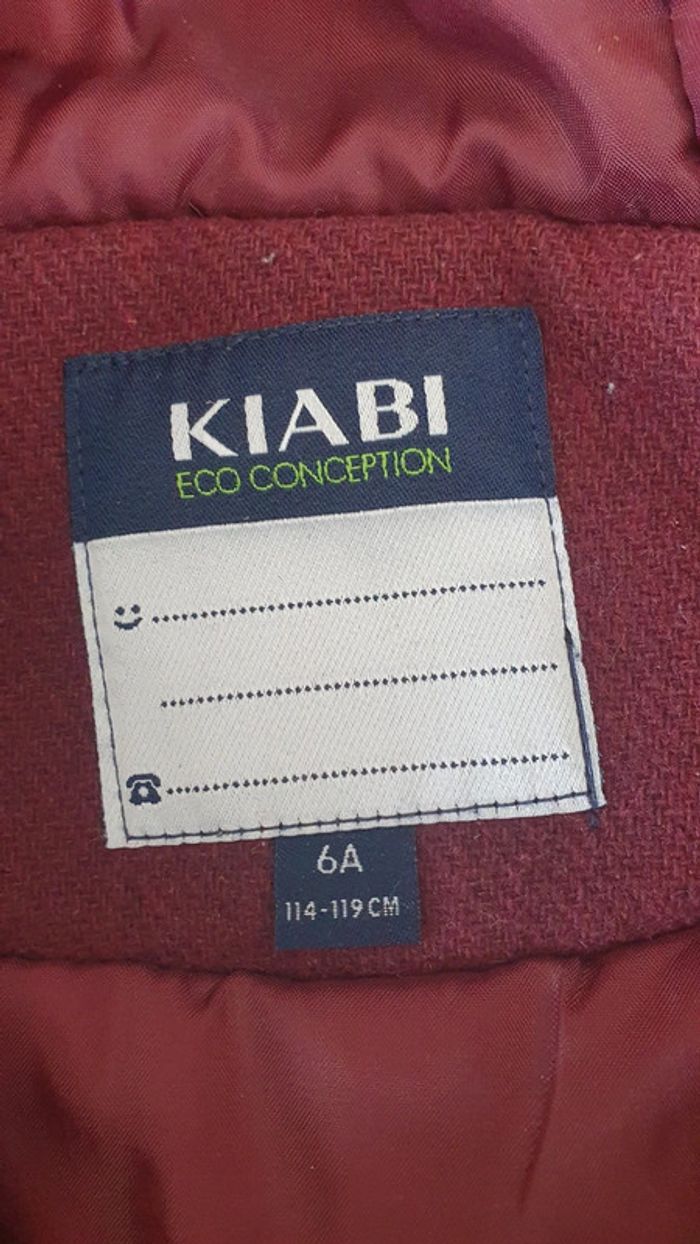 KIABI
ECO CONCEPTION
6A
114-119 CM